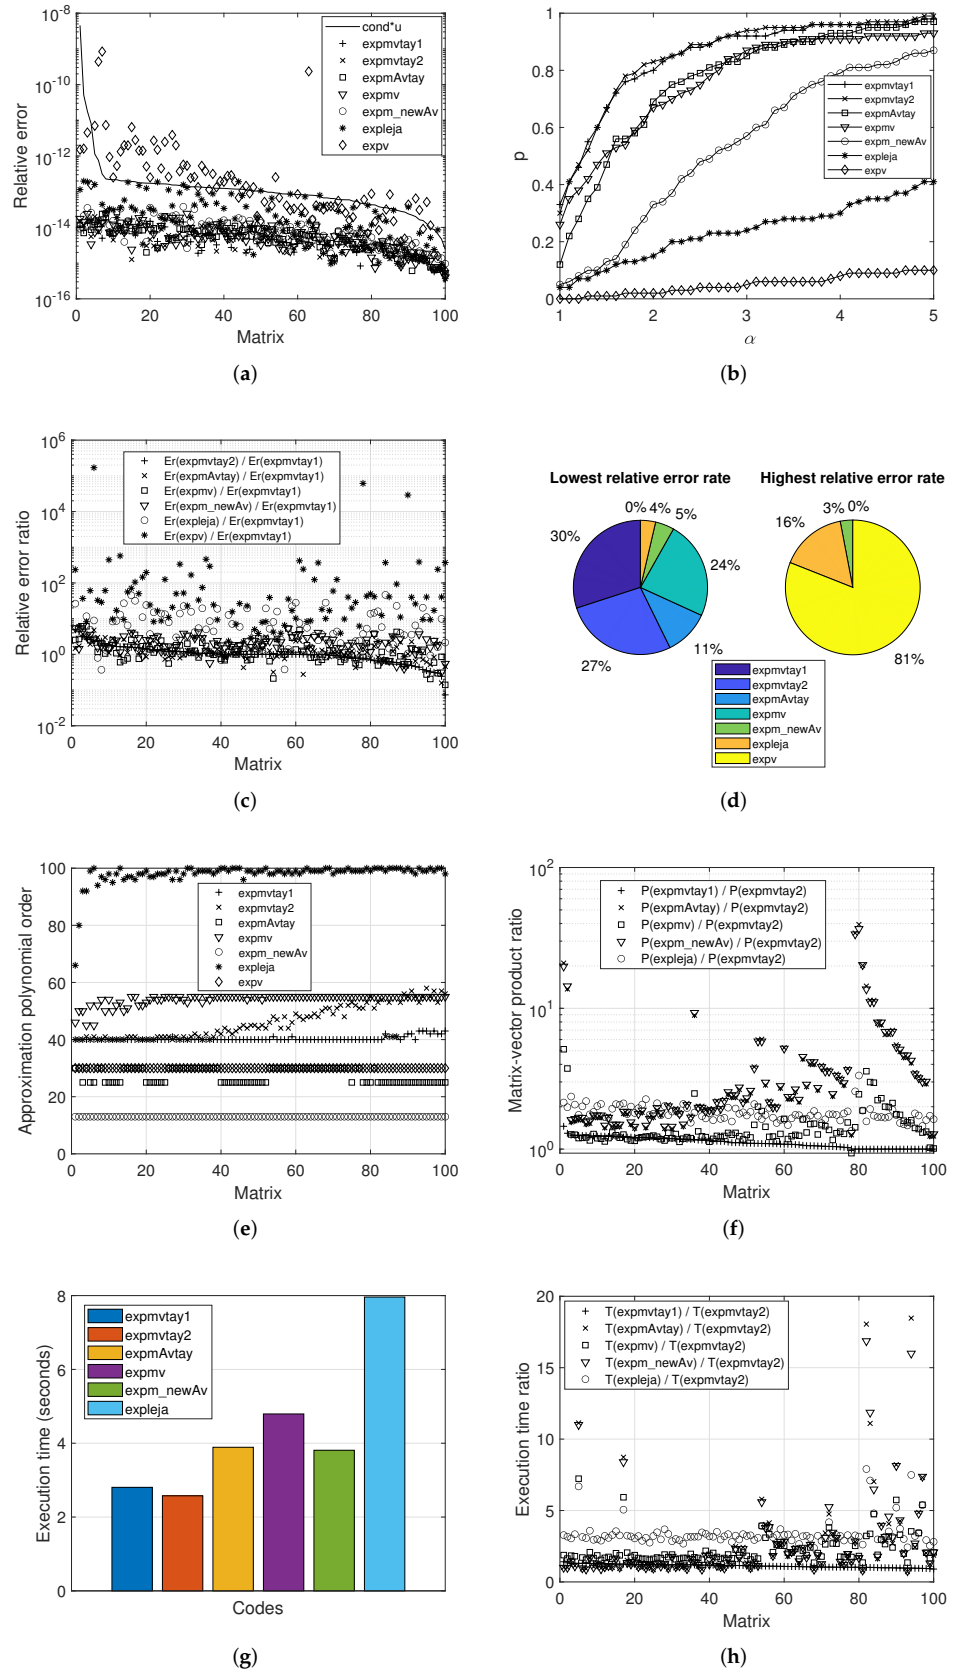 10^-8
10^-10
10^-12
10^-14
10^-16
Relative error
0 20 40 60 80 100
Matrix
cond*u
expmvtay1
expmvtay2
expmAvtay
expmv
expm_newAv
expleja
expv
(a)
1
0.8
0.6
0.4
0.2
0
p
1 2 3 4 5
α
expmvtay1
expmvtay2
expmAvtay
expmv
expm_newAv
expleja
expv
(b)
10^6
10^4
10^2
10^0
10^-2
Relative error ratio
0 20 40 60 80 100
Matrix
Er(expmvtay2) / Er(expmvtay1)
Er(expmAvtay) / Er(expmvtay1)
Er(expmv) / Er(expmvtay1)
Er(expm_newAv) / Er(expmvtay1)
Er(expleja) / Er(expmvtay1)
Er(expv) / Er(expmvtay1)
(c)
Lowest relative error rate
0% 4%
5%
30%
24%
11%
27%
Highest relative error rate
3% 0%
16%
81%
expmvtay1
expmvtay2
expmAvtay
expmv
expm_newAv
expleja
expv
(d)
100
80
60
40
20
0
Approximation polynomial order
0 20 40 60 80 100
Matrix
expmvtay1
expmvtay2
expmAvtay
expmv
expm_newAv
expleja
expv
(e)
10^2
10^1
10^0
Matrix-vector product ratio
0 20 40 60 80 100
Matrix
P(expmvtay1) / P(expmvtay2)
P(expmAvtay) / P(expmvtay2)
P(expmv) / P(expmvtay2)
P(expm_newAv) / P(expmvtay2)
P(expleja) / P(expmvtay2)
(f)
8
6
4
2
0
Execution time (seconds)
Codes
expmvtay1
expmvtay2
expmAvtay
expmv
expm_newAv
expleja
(g)
20
15
10
5
0
Execution time ratio
0 20 40 60 80 100
Matrix
T(expmvtay1) / T(expmvtay2)
T(expmAvtay) / T(expmvtay2)
T(expmv) / T(expmvtay2)
T(expm_newAv) / T(expmvtay2)
T(expleja) / T(expmvtay2)
(h)